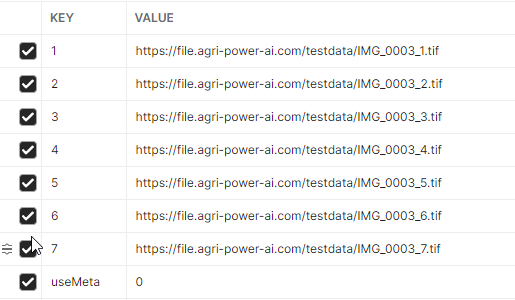 KEY VALUE
1 https://file.agri-power-ai.com/testdata/IMG_0003_1.tif
2 https://file.agri-power-ai.com/testdata/IMG_0003_2.tif
3 https://file.agri-power-ai.com/testdata/IMG_0003_3.tif
4 https://file.agri-power-ai.com/testdata/IMG_0003_4.tif
5 https://file.agri-power-ai.com/testdata/IMG_0003_5.tif
6 https://file.agri-power-ai.com/testdata/IMG_0003_6.tif
7 https://file.agri-power-ai.com/testdata/IMG_0003_7.tif
useMeta 0